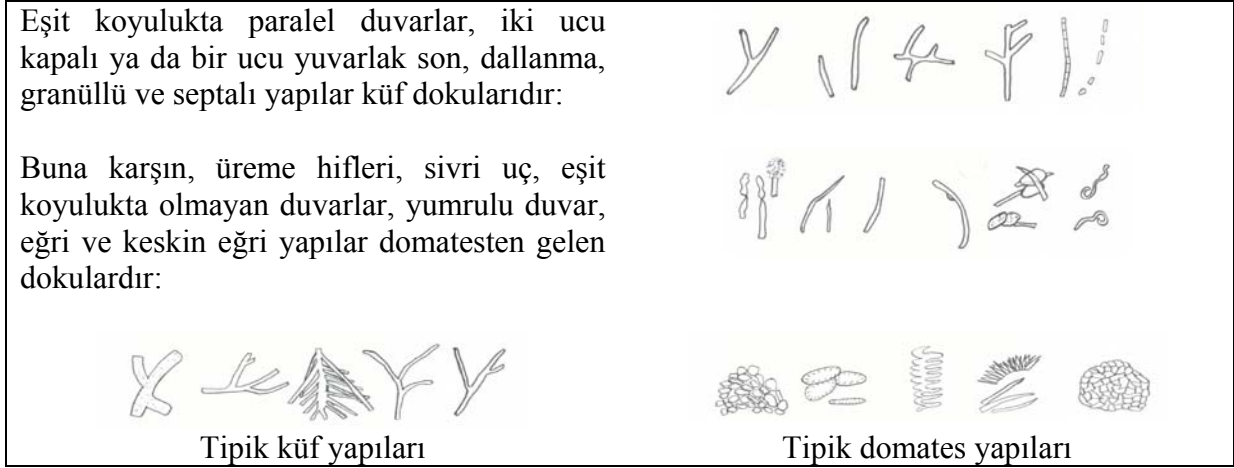 Eşit koyulukta paralel duvarlar, iki ucu
kapalı ya da bir ucu yuvarlak son, dallanma,
granüllü ve septalı yapılar küf dokularıdır:
Buna karşın, üreme hifleri, sivri uç, eşit
koyulukta olmayan duvarlar, yumrulu duvar,
eğri ve keskin eğri yapılar domatesten gelen
dokulardır:
Tipik küf yapıları
Tipik domates yapıları